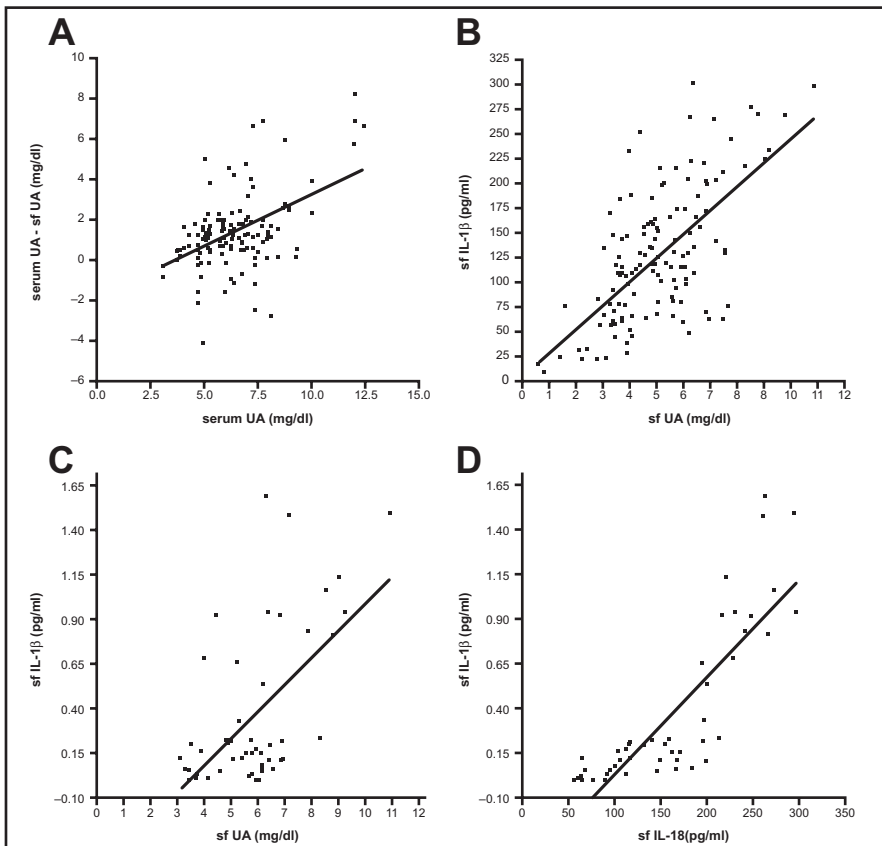 A
10
8
6
4
2
0
−2
−4
−6
serum UA - sf UA (mg/dl)
0.0 2.5 5.0 7.5 10.0 12.5 15.0
serum UA (mg/dl)
B
325
300
275
250
225
200
175
150
125
100
75
50
25
0
sf IL-1β (pg/ml)
0 1 2 3 4 5 6 7 8 9 10 11 12
sf UA (mg/dl)
C
1.65
1.40
1.15
0.90
0.65
0.40
0.15
−0.10
sf IL-1β (pg/ml)
0 1 2 3 4 5 6 7 8 9 10 11 12
sf UA (mg/dl)
D
1.65
1.40
1.15
0.90
0.65
0.40
0.15
−0.10
sf IL-1β (pg/ml)
0 50 100 150 200 250 300 350
sf IL-18(pg/ml)